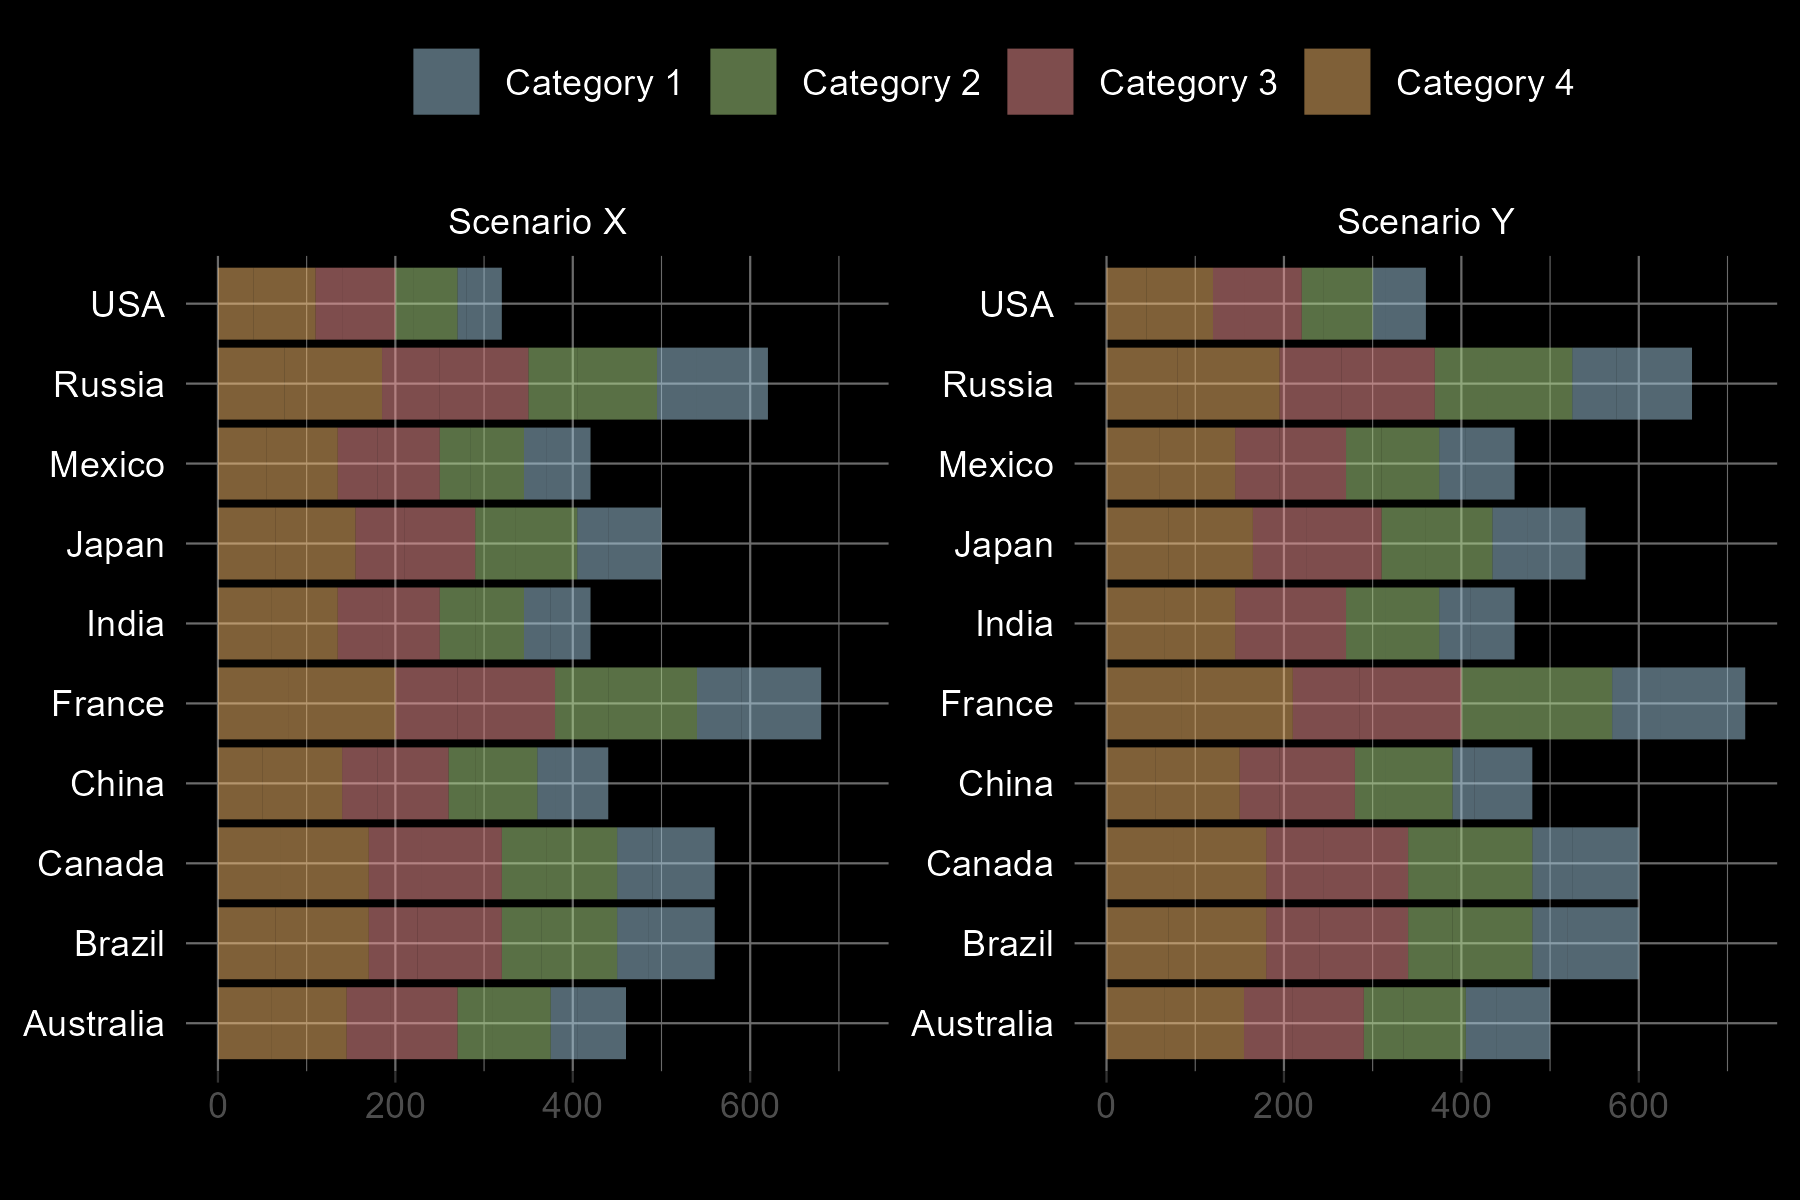 Category 1 Category 2 Category 3 Category 4
Scenario X Scenario Y
USA USA
Russia Russia
Mexico Mexico
Japan Japan
India India
France France
China China
Canada Canada
Brazil Brazil
Australia Australia
0 200 400 600 0 200 400 600